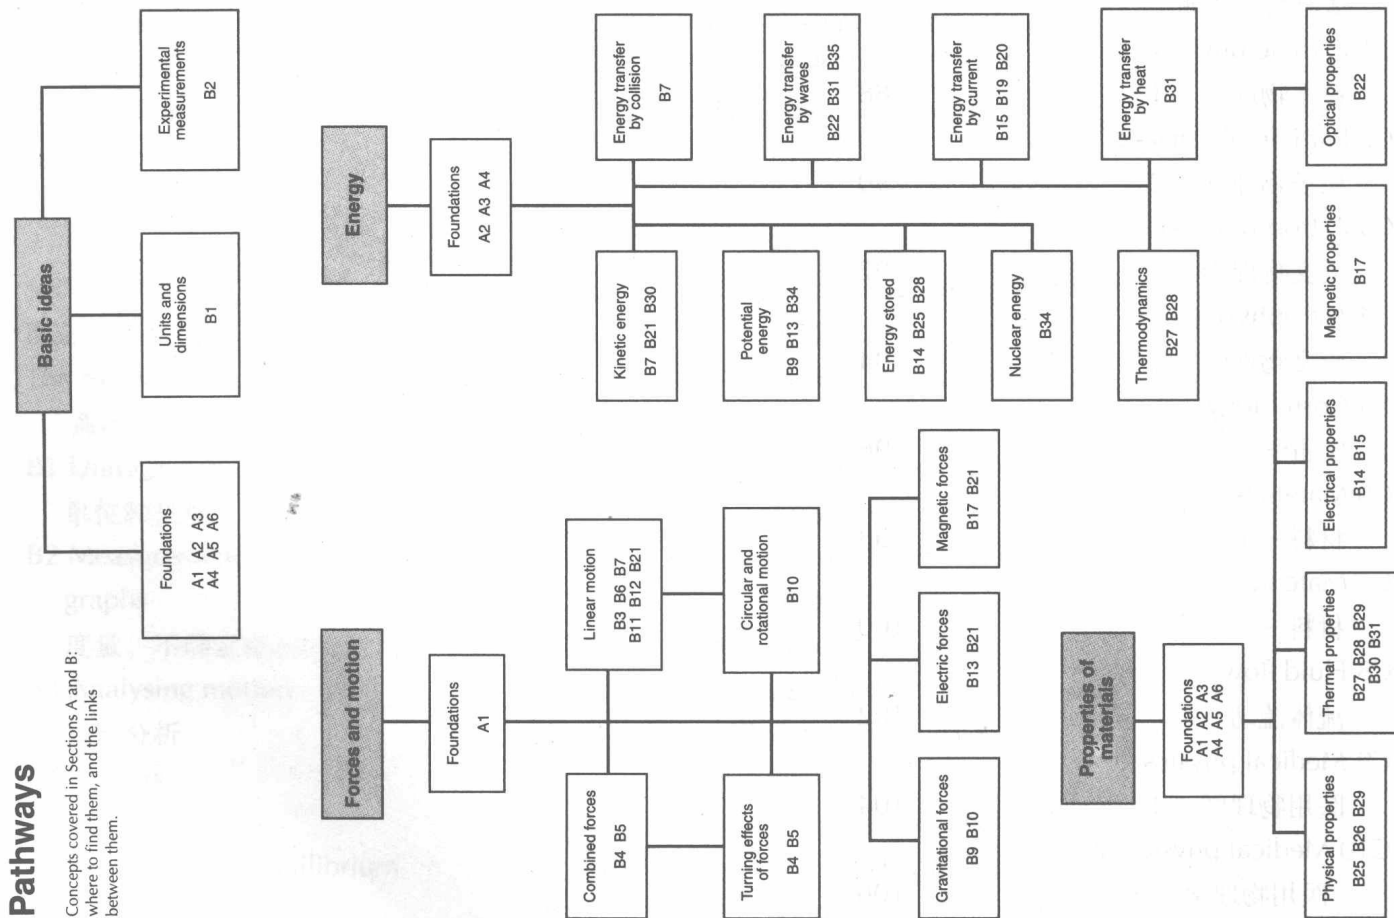 Pathways
Concepts covered in Sections A and B:
where to find them, and the links
between them.
Basic ideas
Foundations
A1 A2 A3
A4 A5 A6
Units and
dimensions
B1
Experimental
measurements
B2
Forces and motion
Foundations
A1
Combined forces
B4 B5
Linear motion
B3 B6 B7
B11 B12 B21
Turning effects
of forces
B4 B5
Circular and
rotational motion
B10
Gravitational forces
B9 B10
Electric forces
B13 B21
Magnetic forces
B17 B21
Energy
Foundations
A2 A3 A4
Kinetic energy
B7 B21 B30
Potential
energy
B9 B13 B34
Energy stored
B14 B25 B28
Nuclear energy
B34
Thermodynamics
B27 B28
Energy transfer
by collision
B7
Energy transfer
by waves
B22 B31 B35
Energy transfer
by current
B15 B19 B20
Energy transfer
by heat
B31
Properties of
materials
Foundations
A1 A2 A3
A4 A5 A6
Physical properties
B25 B26 B29
Thermal properties
B27 B28 B29
B30 B31
Electrical properties
B14 B15
Magnetic properties
B17
Optical properties
B22